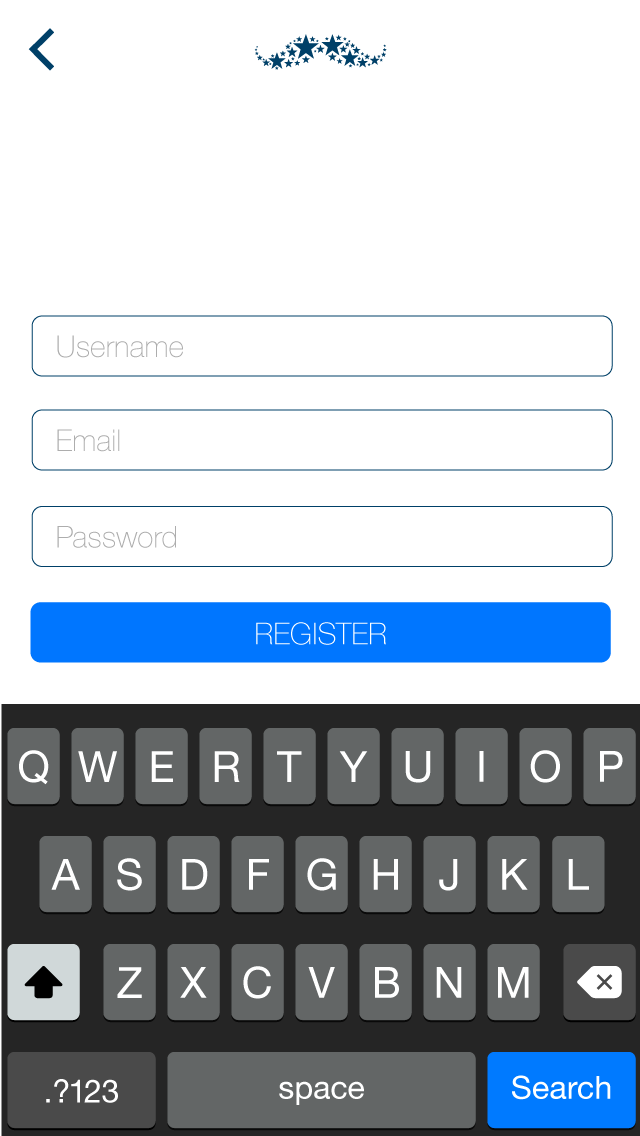 Username
Email
Password
REGISTER
Q W E R T Y U I O P
A S D F G H J K L
Z X C V B N M
.?123 space Search